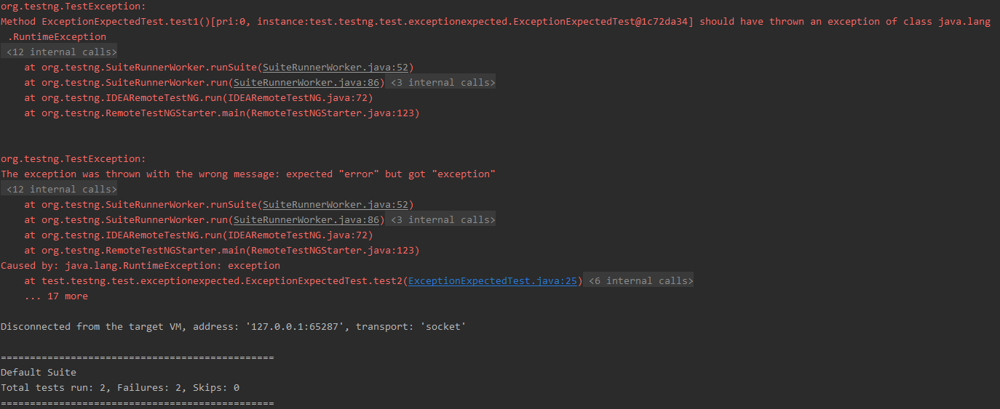 org.testng.TestException:
Method ExceptionExpectedTest.test1()[pri:0, instance:test.testng.test.exceptionexpected.ExceptionExpectedTest@1c72da34] should have thrown an exception of class java.lang
.RuntimeException
<12 internal calls>
at org.testng.SuiteRunnerWorker.runSuite(SuiteRunnerWorker.java:52)
at org.testng.SuiteRunnerWorker.run(SuiteRunnerWorker.java:86) <3 internal calls>
at org.testng.IDEARemoteTestNG.run(IDEARemoteTestNG.java:72)
at org.testng.RemoteTestNGStarter.main(RemoteTestNGStarter.java:123)
org.testng.TestException:
The exception was thrown with the wrong message: expected "error" but got "exception"
<12 internal calls>
at org.testng.SuiteRunnerWorker.runSuite(SuiteRunnerWorker.java:52)
at org.testng.SuiteRunnerWorker.run(SuiteRunnerWorker.java:86) <3 internal calls>
at org.testng.IDEARemoteTestNG.run(IDEARemoteTestNG.java:72)
at org.testng.RemoteTestNGStarter.main(RemoteTestNGStarter.java:123)
Caused by: java.lang.RuntimeException: exception
at test.testng.test.exceptionexpected.ExceptionExpectedTest.test2(ExceptionExpectedTest.java:25) <6 internal calls>
... 17 more
Disconnected from the target VM, address: '127.0.0.1:65287', transport: 'socket'
===============================================
Default Suite
Total tests run: 2, Failures: 2, Skips: 0
===============================================